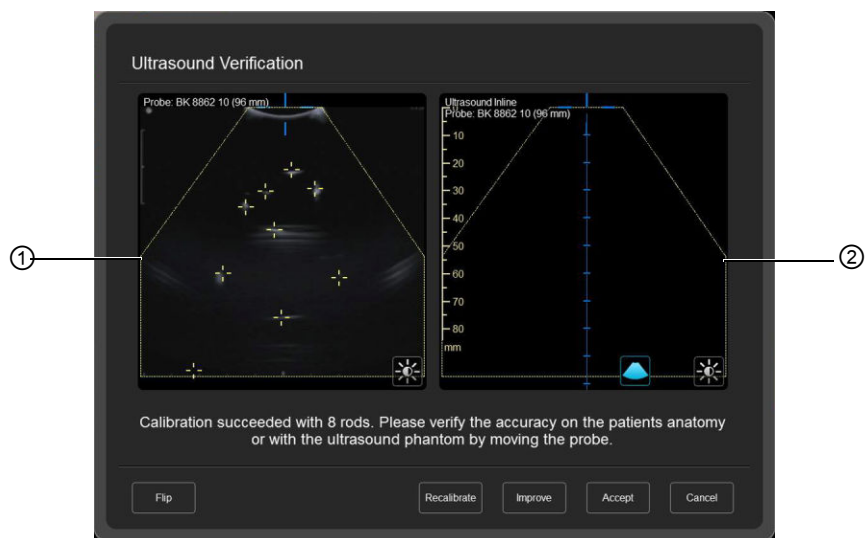 Ultrasound Verification
Probe: BK 8862 10 (96 mm)
Ultrasound Inline
Probe: BK 8862 10 (96 mm)
10
20
30
40
50
60
70
80
mm
①
②
Calibration succeeded with 8 rods. Please verify the accuracy on the patients anatomy
or with the ultrasound phantom by moving the probe.
Flip
Recalibrate
Improve
Accept
Cancel